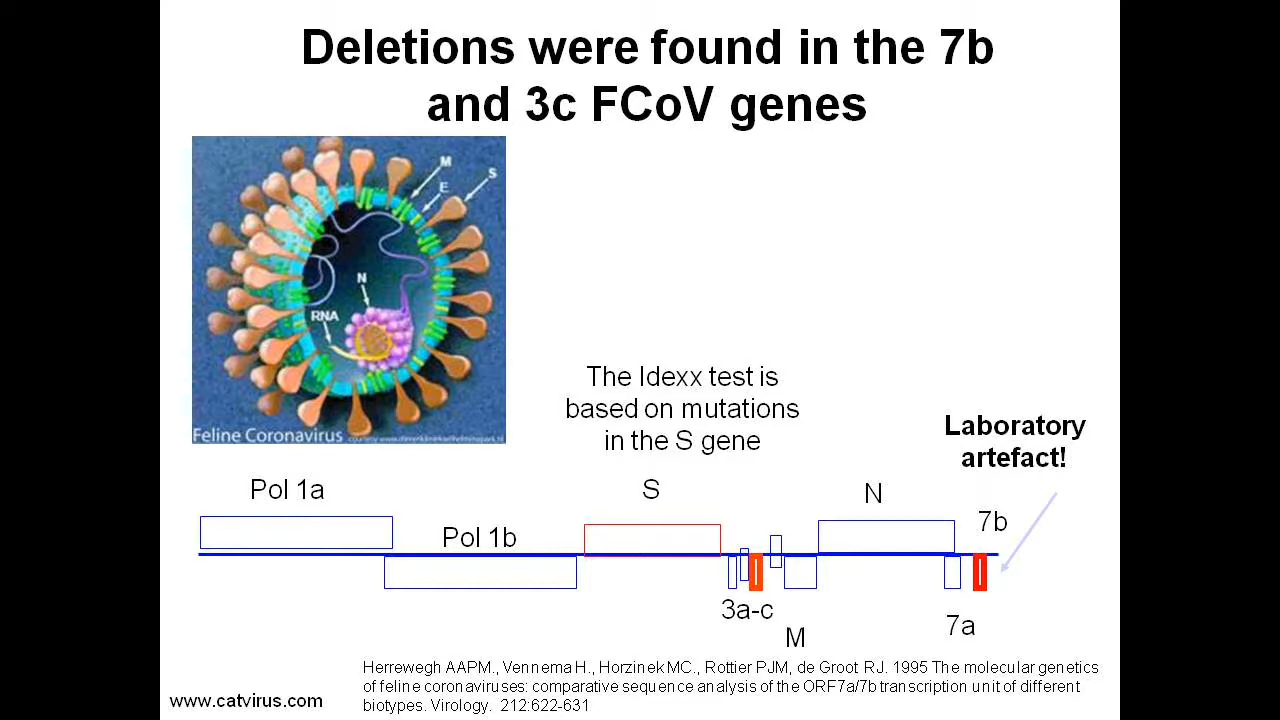 Deletions were found in the 7b
and 3c FCoV genes
M
E
S
N
RNA
Feline Coronavirus
The Idexx test is
based on mutations
in the S gene
Laboratory
artefact!
Pol 1a
Pol 1b
S
N
7b
3a-c
M
7a
Herrewegh AAPM., Vennema H., Horzinek MC., Rottier PJM, de Groot RJ. 1995 The molecular genetics
of feline coronaviruses: comparative sequence analysis of the ORF7a/7b transcription unit of different
biotypes. Virology. 212:622-631
www.catvirus.com